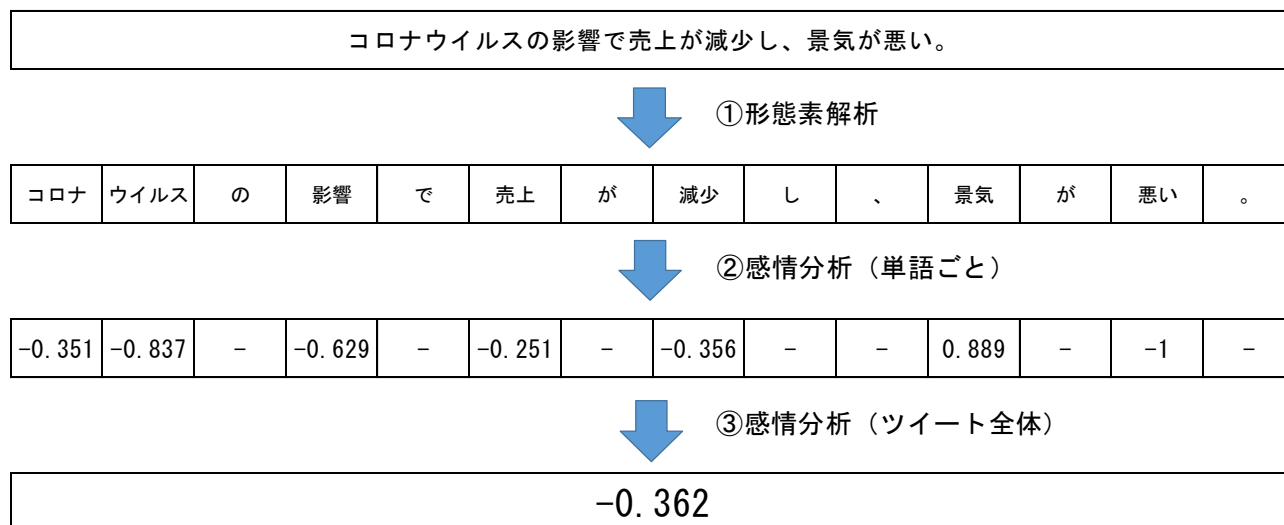 コロナウイルスの影響で売上が減少し、景気が悪い。
①形態素解析
コロナ ウイルス の 影響 で 売上 が 減少 し 、 景気 が 悪い 。
②感情分析（単語ごと）
-0.351 -0.837 - -0.629 - -0.251 - -0.356 - - 0.889 - -1 -
③感情分析（ツイート全体）
-0.362